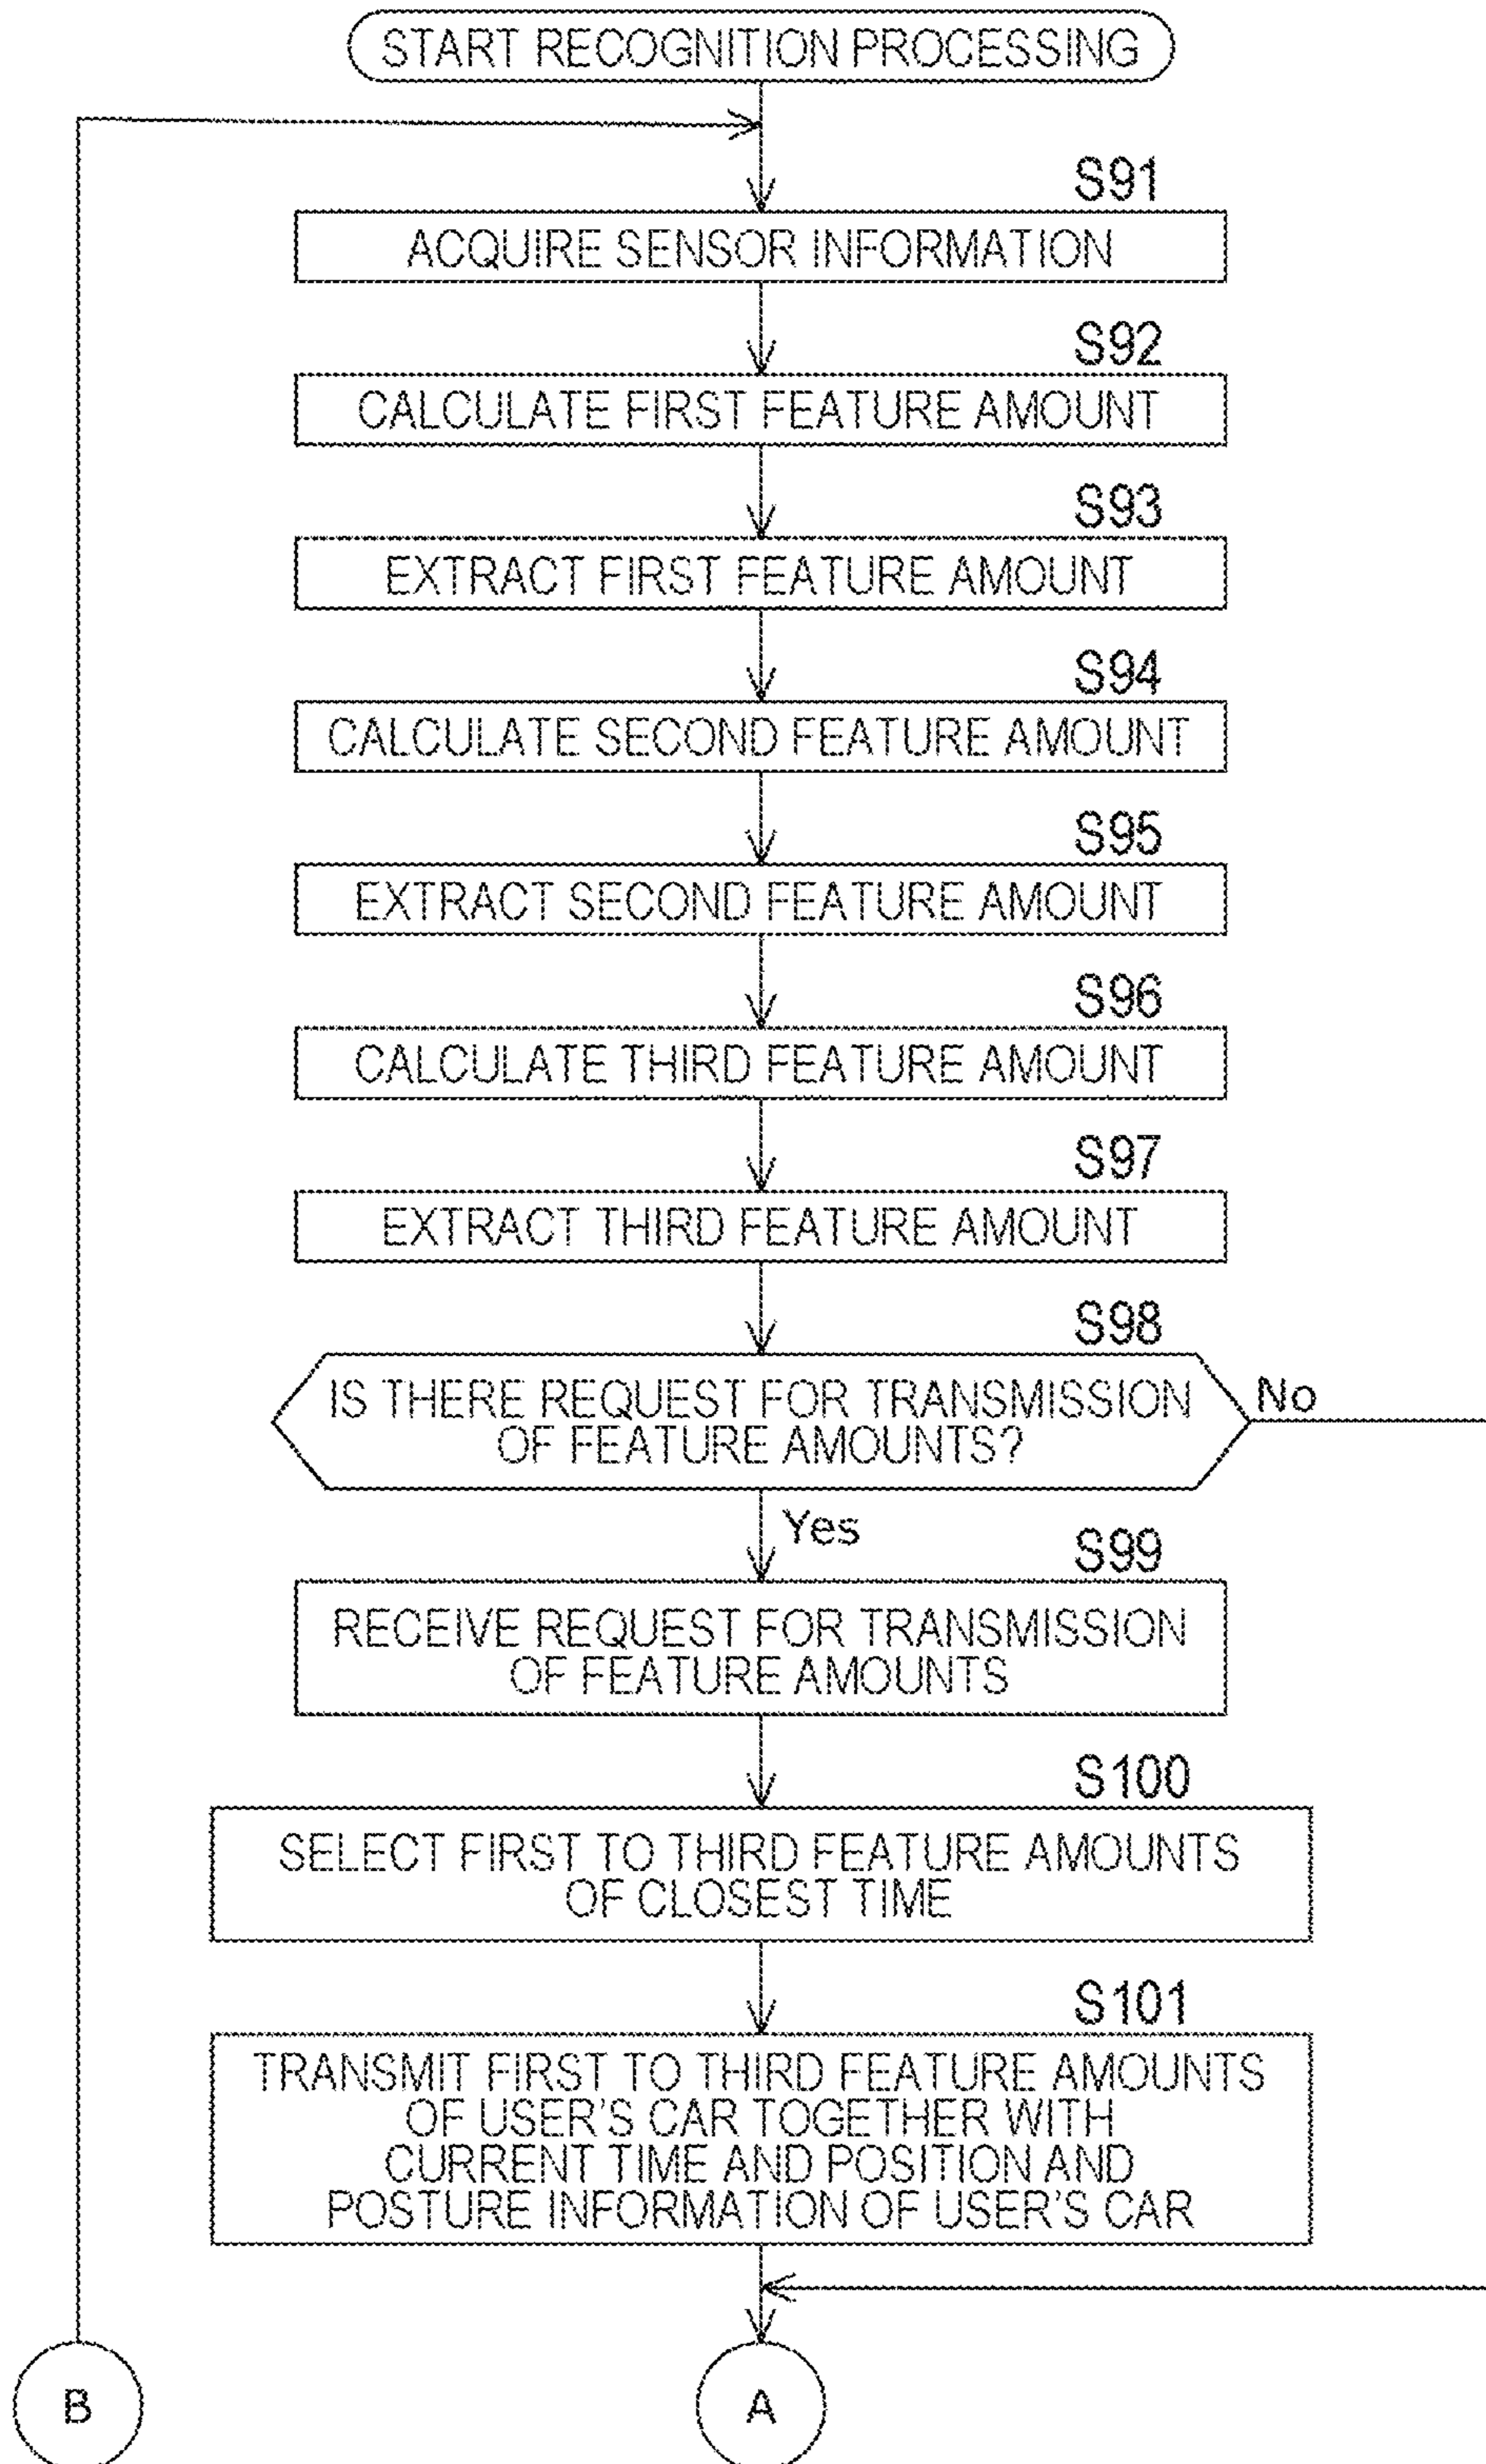 START RECOGNITION PROCESSING
S91
ACQUIRE SENSOR INFORMATION
S92
CALCULATE FIRST FEATURE AMOUNT
S93
EXTRACT FIRST FEATURE AMOUNT
S94
CALCULATE SECOND FEATURE AMOUNT
S95
EXTRACT SECOND FEATURE AMOUNT
S96
CALCULATE THIRD FEATURE AMOUNT
S97
EXTRACT THIRD FEATURE AMOUNT
S98
IS THERE REQUEST FOR TRANSMISSION
OF FEATURE AMOUNTS?
No
Yes
S99
RECEIVE REQUEST FOR TRANSMISSION
OF FEATURE AMOUNTS
S100
SELECT FIRST TO THIRD FEATURE AMOUNTS
OF CLOSEST TIME
S101
TRANSMIT FIRST TO THIRD FEATURE AMOUNTS
OF USER'S CAR TOGETHER WITH
CURRENT TIME AND POSITION AND
POSTURE INFORMATION OF USER'S CAR
B
A